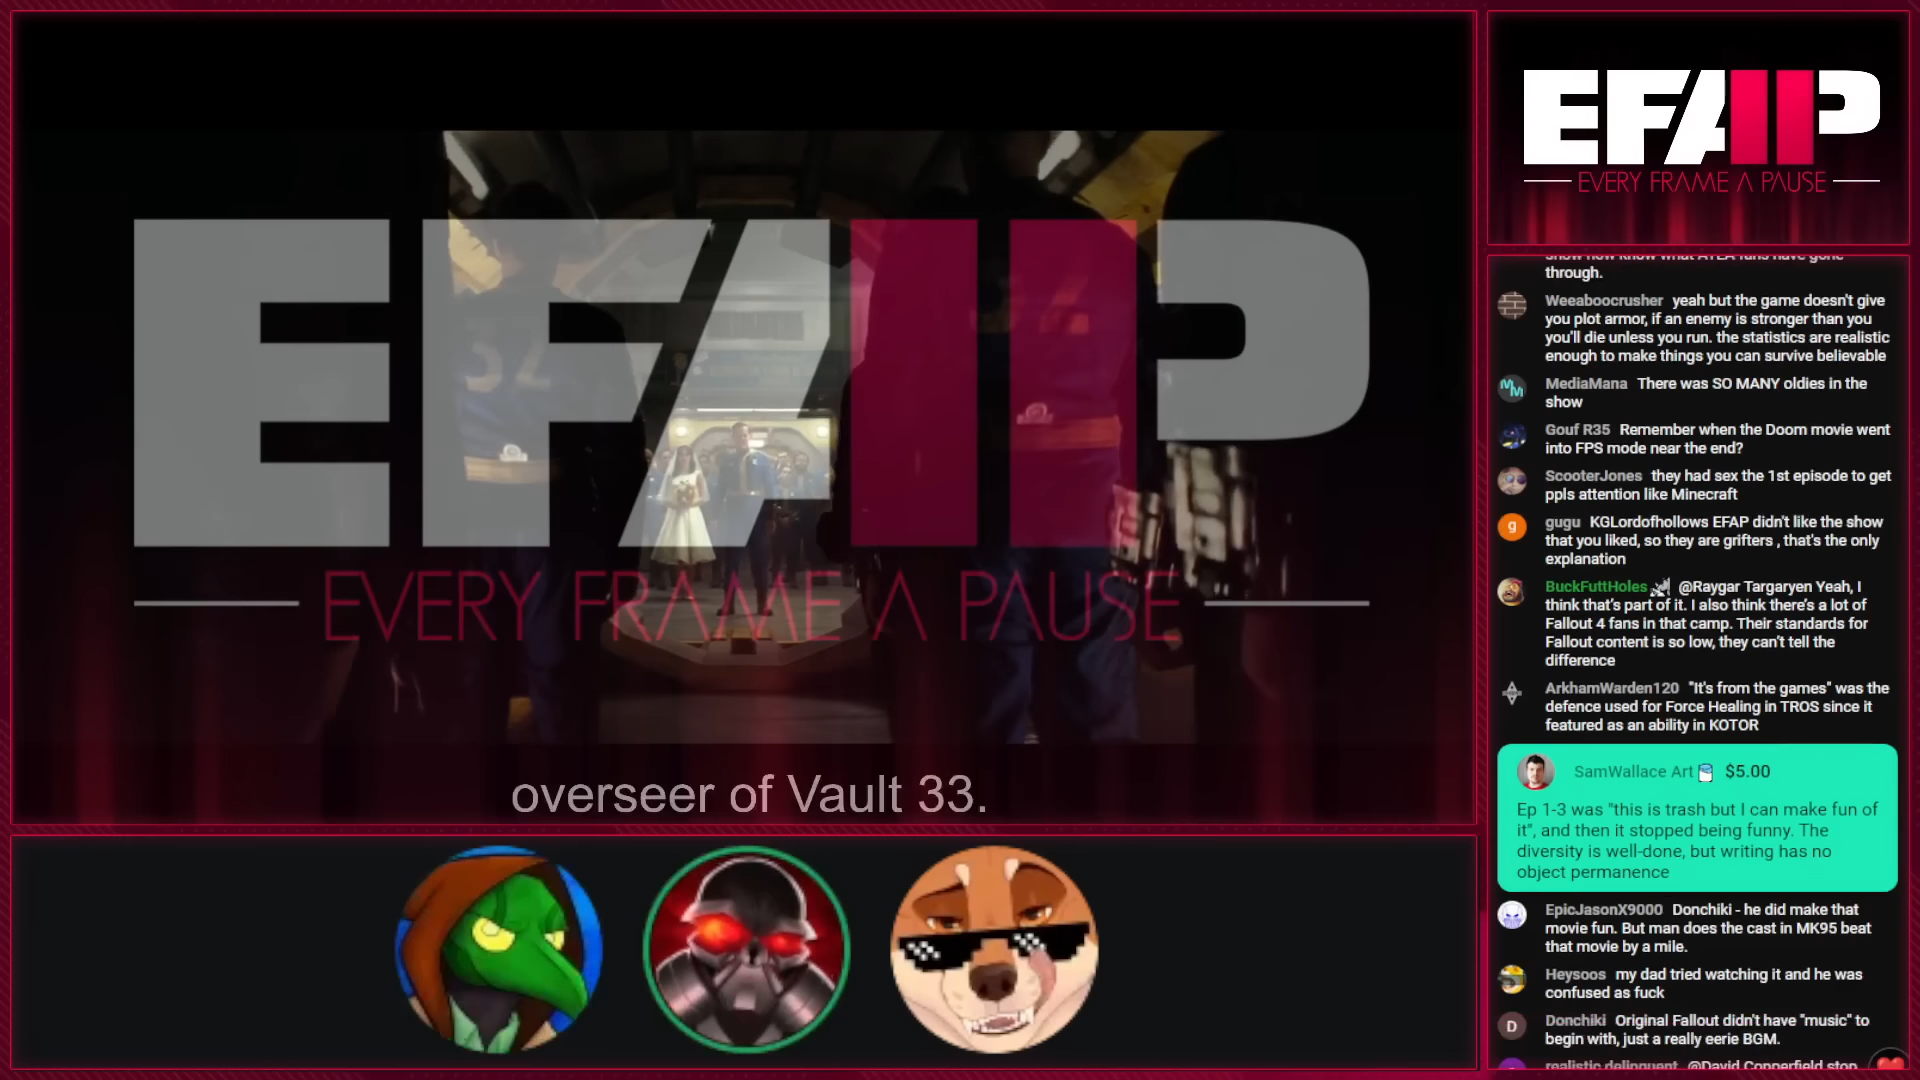 EFAP
EVERY FRAME A PAUSE
32
overseer of Vault 33.
EFAP
EVERY FRAME A PAUSE
through.
Weeaboocrusher yeah but the game doesn't give
you plot armor, if an enemy is stronger than you
you'll die unless you run. the statistics are realistic
enough to make things you can survive believable
MediaMana There was SO MANY oldies in the
show
Gouf R35 Remember when the Doom movie went
into FPS mode near the end?
ScooterJones they had sex the 1st episode to get
ppls attention like Minecraft
g
gugu KGLordofhollows EFAP didn't like the show
that you liked, so they are grifters , that's the only
explanation
BuckFuttHoles @Raygar Targaryen Yeah, I
think that's part of it. I also think there's a lot of
Fallout 4 fans in that camp. Their standards for
Fallout content is so low, they can't tell the
difference
ArkhamWarden120 "It's from the games" was the
defence used for Force Healing in TROS since it
featured as an ability in KOTOR
SamWallace Art $5.00
Ep 1-3 was "this is trash but I can make fun of
it", and then it stopped being funny. The
diversity is well-done, but writing has no
object permanence
EpicJasonX9000 Donchiki - he did make that
movie fun. But man does the cast in MK95 beat
that movie by a mile.
Heysoos my dad tried watching it and he was
confused as fuck
D
Donchiki Original Fallout didn't have "music" to
begin with, just a really eerie BGM.
realistic delinquent @David Copperfield stop